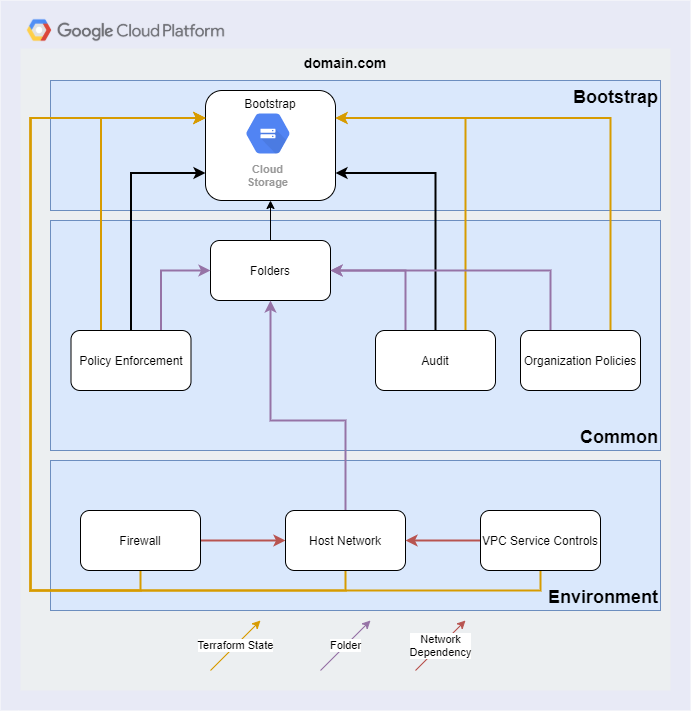 Google Cloud Platform
domain.com
Bootstrap
Bootstrap
Cloud
Storage
Folders
Policy Enforcement
Audit
Organization Policies
Common
Firewall
Host Network
VPC Service Controls
Environment
Terraform State
Folder
Network
Dependency